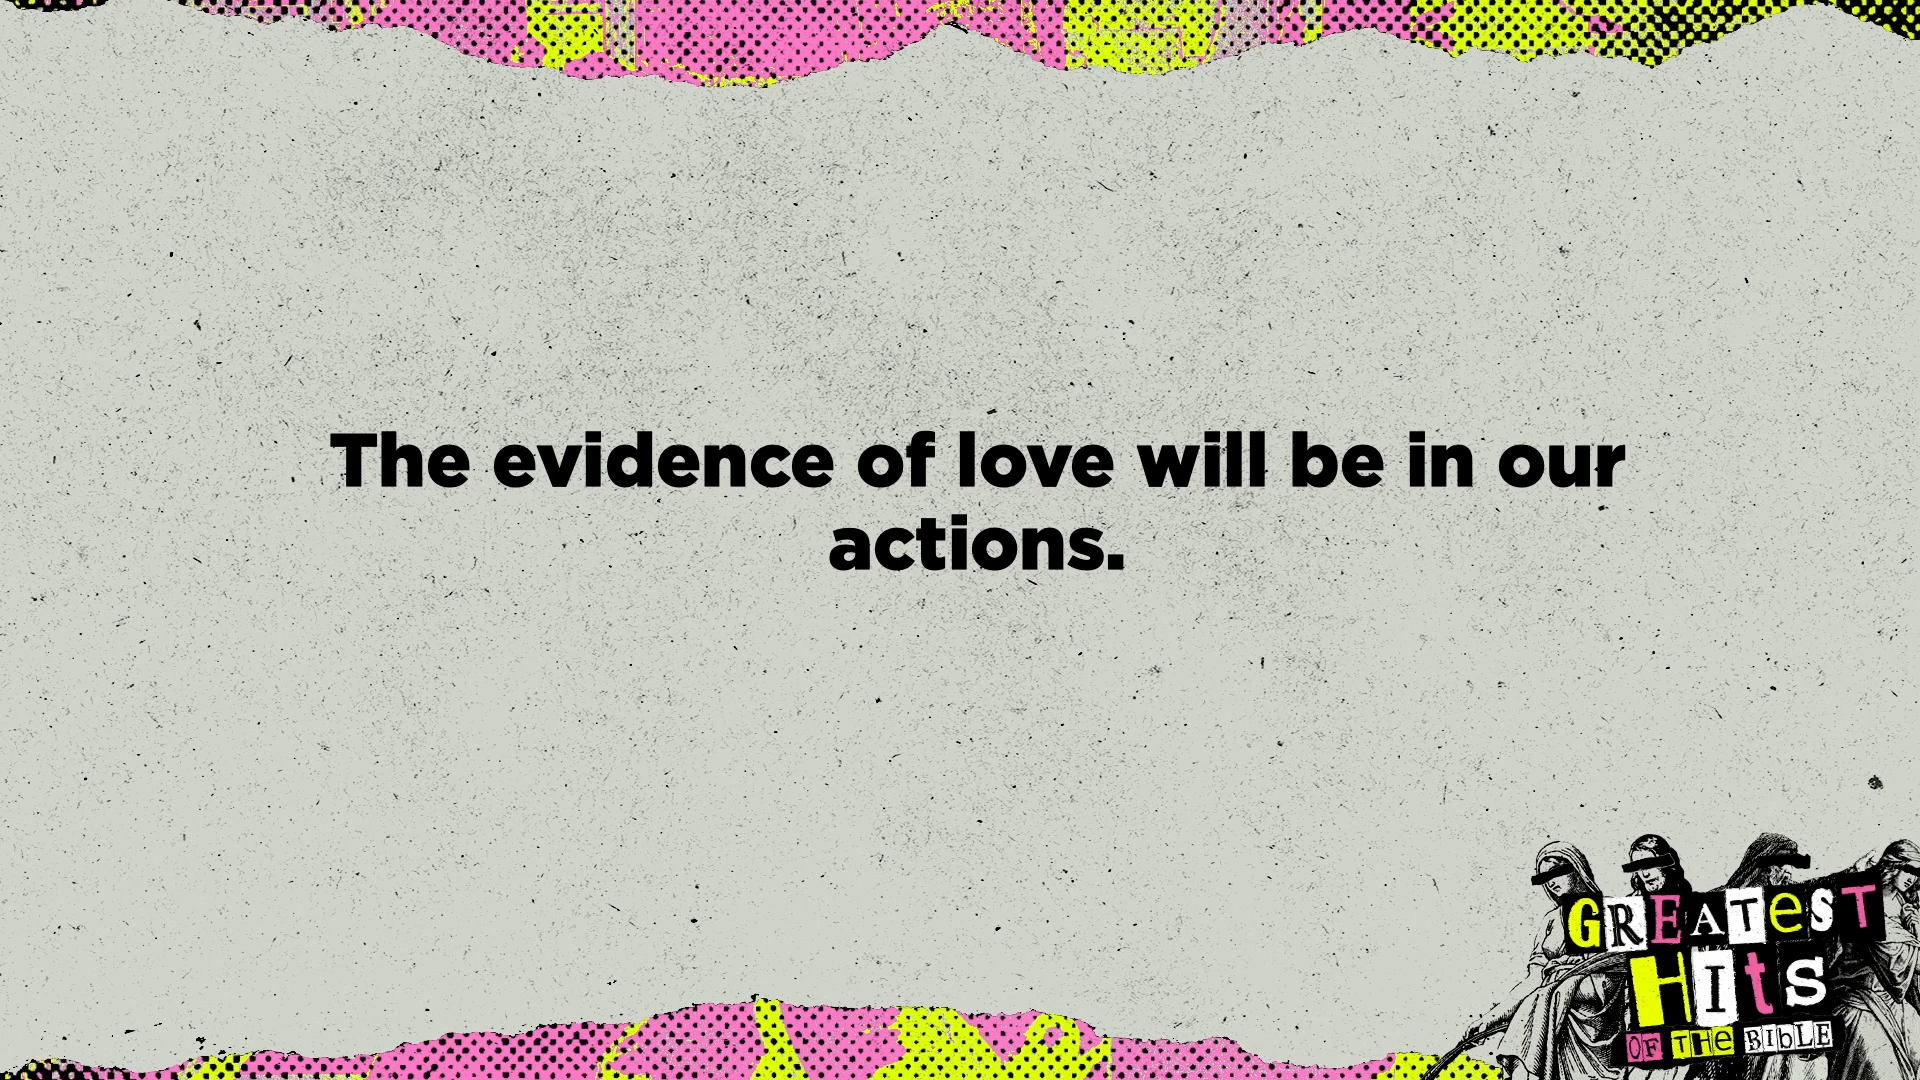 The evidence of love will be in our
actions.
GREATeST
HItS
OF THe BIbLE